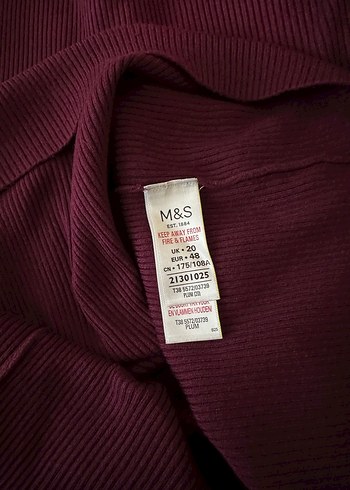 M&S
EST. 1884
KEEP AWAY FROM
FIRE & FLAMES
UK • 20
EUR • 48
CN • 175/108A
21301025
T38 5572/03739
PLUM
EN VLAMMEN HOUDEN!
T38 5572/03739
PLUM